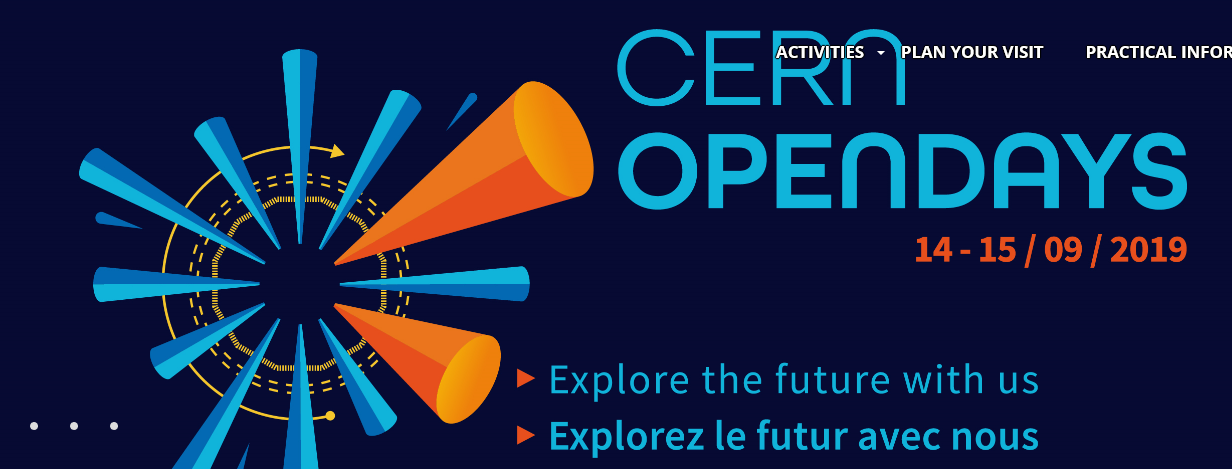 CERN
ACTIVITIES PLAN YOUR VISIT PRACTICAL INFOR
OPENDAYS
14 - 15 / 09 / 2019
Explore the future with us
Explorez le futur avec nous